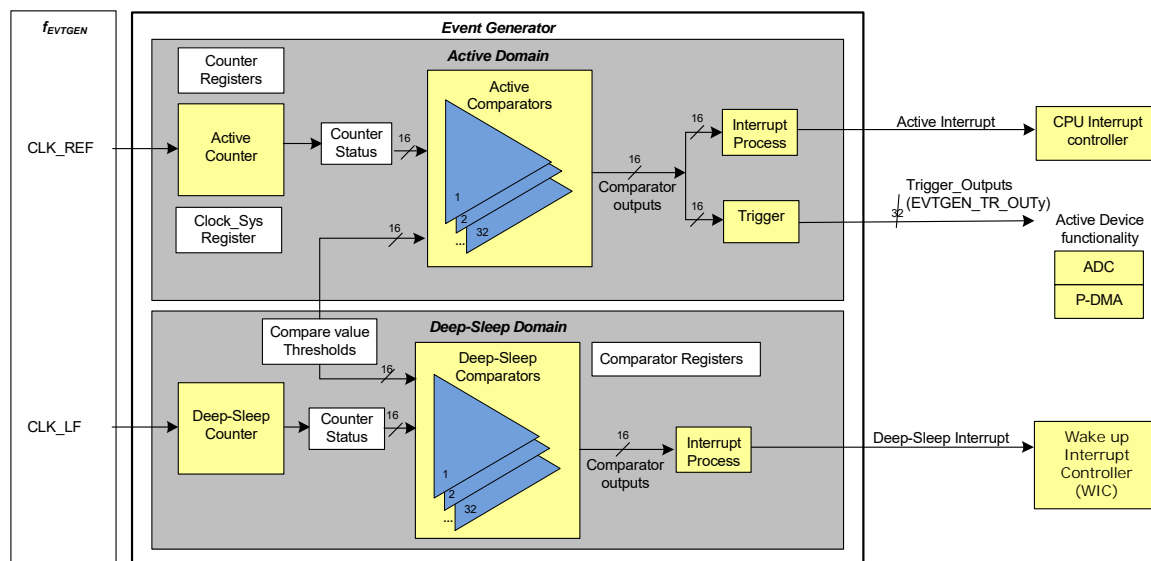 f_EVTGEN
CLK_REF
CLK_LF
Event Generator
Active Domain
Counter
Registers
Active
Counter
Clock_Sys
Register
Counter
Status
16
16
Active
Comparators
1
2
...
32
16
Comparator
outputs
16
16
Interrupt
Process
Trigger
Active Interrupt
CPU Interrupt
controller
Trigger_Outputs
(EVTGEN_TR_OUTy)
32
Active Device
functionality
ADC
P-DMA
Deep-Sleep Domain
Compare value
Thresholds
16
Deep-Sleep
Counter
Counter
Status
16
Deep-Sleep
Comparators
1
2
...
32
Comparator Registers
16
Comparator
outputs
Interrupt
Process
Deep-Sleep Interrupt
Wake up
Interrupt
Controller
(WIC)